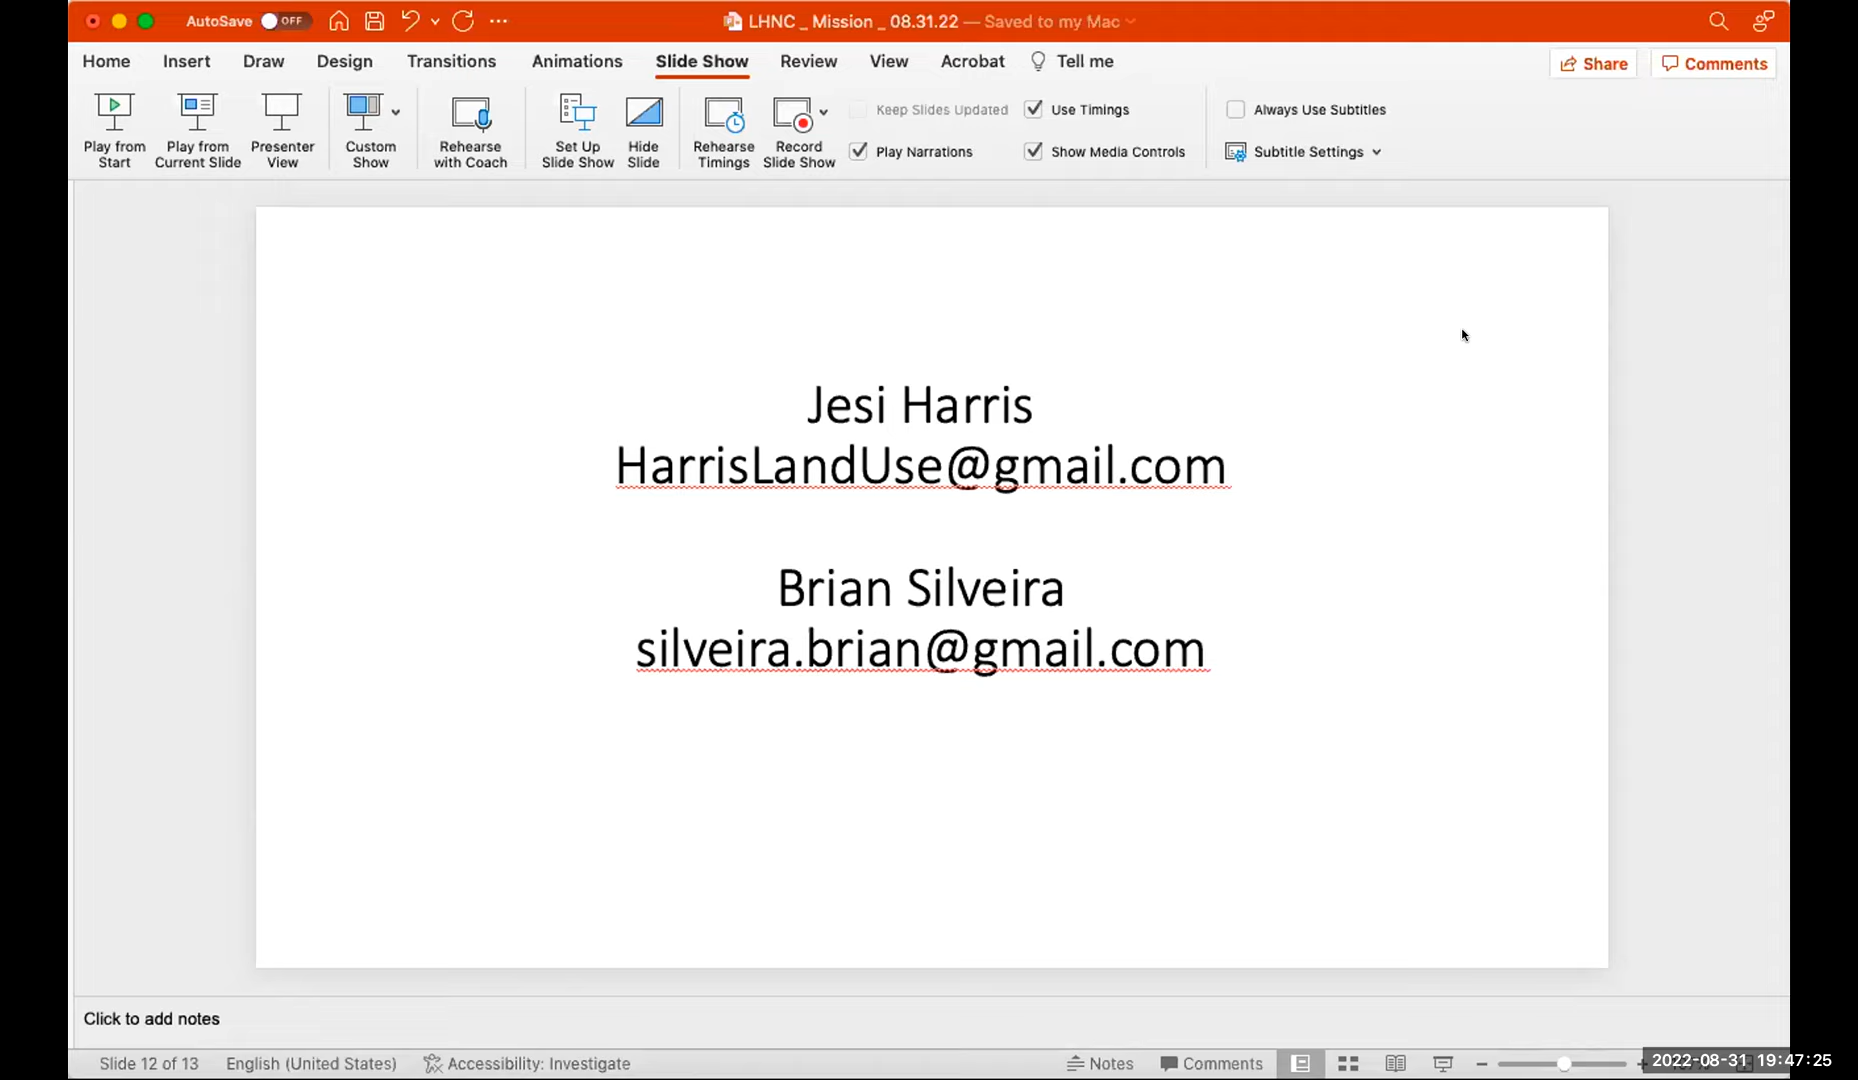 AutoSave OFF LHNC _ Mission _ 08.31.22 — Saved to my Mac
Home Insert Draw Design Transitions Animations Slide Show Review View Acrobat Tell me Share Comments
Play from Start
Play from Current Slide
Presenter View
Custom Show
Rehearse with Coach
Set Up Slide Show
Hide Slide
Rehearse Timings
Record Slide Show
Keep Slides Updated
Play Narrations
Use Timings
Show Media Controls
Always Use Subtitles
Subtitle Settings
Jesi Harris
HarrisLandUse@gmail.com
Brian Silveira
silveira.brian@gmail.com
Click to add notes
Slide 12 of 13 English (United States) Accessibility: Investigate Notes Comments
2022-08-31 19:47:25